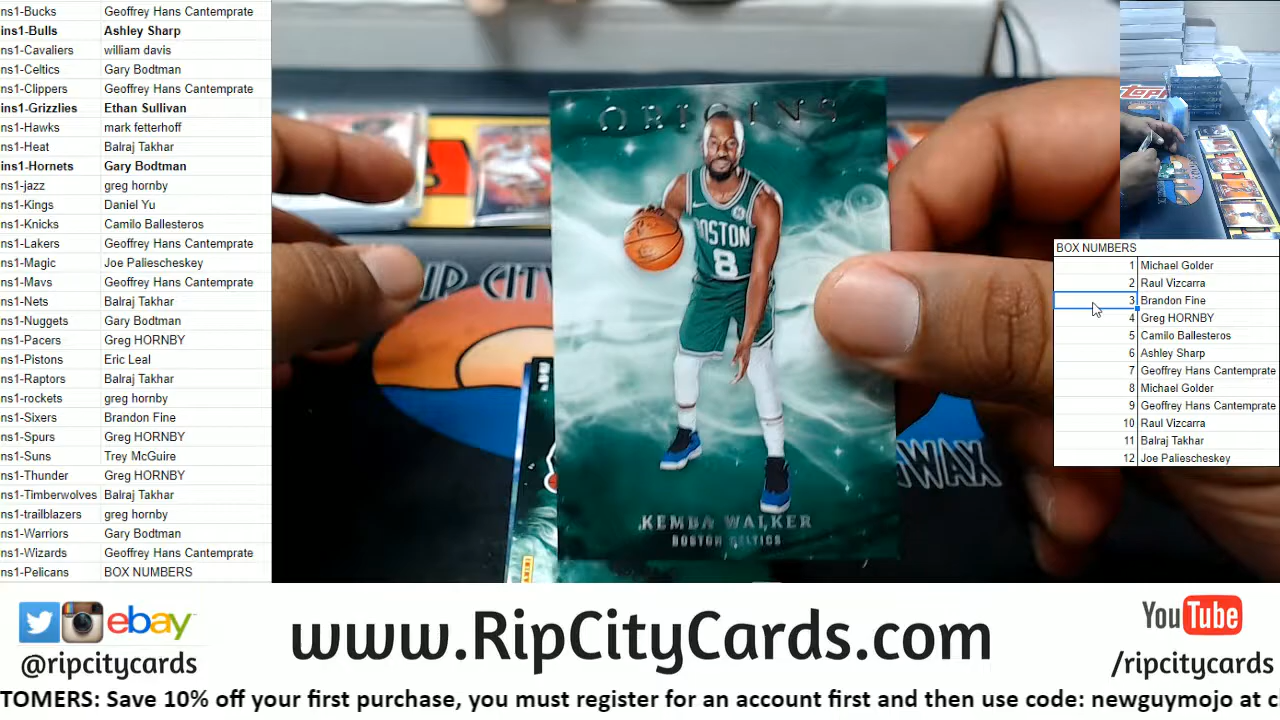 ns1-Bucks Geoffrey Hans Cantemprate
ins1-Bulls Ashley Sharp
ns1-Cavaliers william davis
ns1-Celtics Gary Bodtman
ns1-Clippers Geoffrey Hans Cantemprate
ins1-Grizzlies Ethan Sullivan
ns1-Hawks mark fetterhoff
ns1-Heat Balraj Takhar
ins1-Hornets Gary Bodtman
ns1-jazz greg hornby
ns1-Kings Daniel Yu
ns1-Knicks Camilo Ballesteros
ns1-Lakers Geoffrey Hans Cantemprate
ns1-Magic Joe Paliescheskey
ns1-Mavs Geoffrey Hans Cantemprate
ns1-Nets Balraj Takhar
ns1-Nuggets Gary Bodtman
ns1-Pacers Greg HORNBY
ns1-Pistons Eric Leal
ns1-Raptors Balraj Takhar
ns1-rockets greg hornby
ns1-Sixers Brandon Fine
ns1-Spurs Greg HORNBY
ns1-Suns Trey McGuire
ns1-Thunder Greg HORNBY
ns1-Timberwolves Balraj Takhar
ns1-trailblazers greg hornby
ns1-Warriors Gary Bodtman
ns1-Wizards Geoffrey Hans Cantemprate
ns1-Pelicans BOX NUMBERS
ORIGINS
BOSTON
8
KEMBA WALKER
BOSTON CELTICS
RIP CITY
WAX
TOPPS
BOX NUMBERS
1 Michael Golder
2 Raul Vizcarra
3 Brandon Fine
4 Greg HORNBY
5 Camilo Ballesteros
6 Ashley Sharp
7 Geoffrey Hans Cantemprate
8 Michael Golder
9 Geoffrey Hans Cantemprate
10 Raul Vizcarra
11 Balraj Takhar
12 Joe Paliescheskey
ebay
@ripcitycards
www.RipCityCards.com
YouTube
/ripcitycards
TOMERS: Save 10% off your first purchase, you must register for an account first and then use code: newguymojo at c